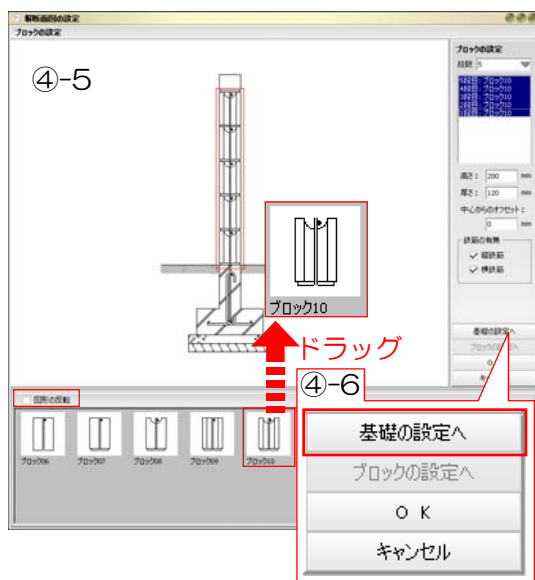 断面図の設定
ブロックの設定
④-5
ブロックの設定
段数: 5
5段目:ブロック10
4段目:ブロック10
3段目:ブロック10
2段目:ブロック10
1段目:ブロック10
高さ: 200 mm
厚さ: 120 mm
中心からのオフセット:
0 mm
鉄筋の有無
縦鉄筋
横鉄筋
ブロック10
基礎の設定へ
ドラッグ
④-6
図形の反転
ブロック06 ブロック07 ブロック08 ブロック09 ブロック10
基礎の設定へ
ブロックの設定へ
O K
キャンセル